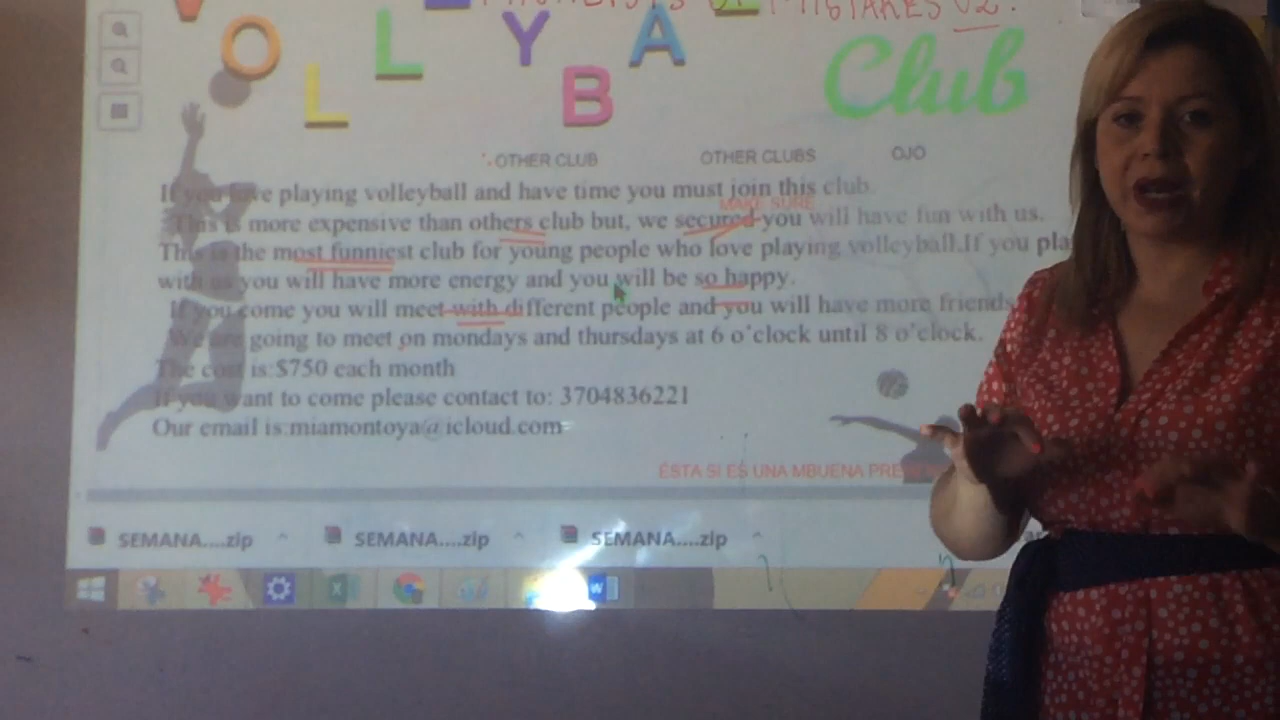 MISTAKES 02.
VOLLEYBALL
Club
OTHER CLUB OTHER CLUBS OJO
If you love playing volleyball and have time you must join this club.
MAKE SURE
This is more expensive than others club but, we secured you will have fun with us.
This is the most funniest club for young people who love playing volleyball.If you
with us you will have more energy and you will be so happy.
If you come you will meet with different people and you will have more friends
We are going to meet on mondays and thursdays at 6 o'clock until 8 o'clock.
The cost is:$750 each month
If you want to come please contact to: 3704836221
Our email is:miamontoya@icloud.com
ÉSTA SI ES UNA MBUENA
SEMANA....zip SEMANA....zip SEMANA....zip